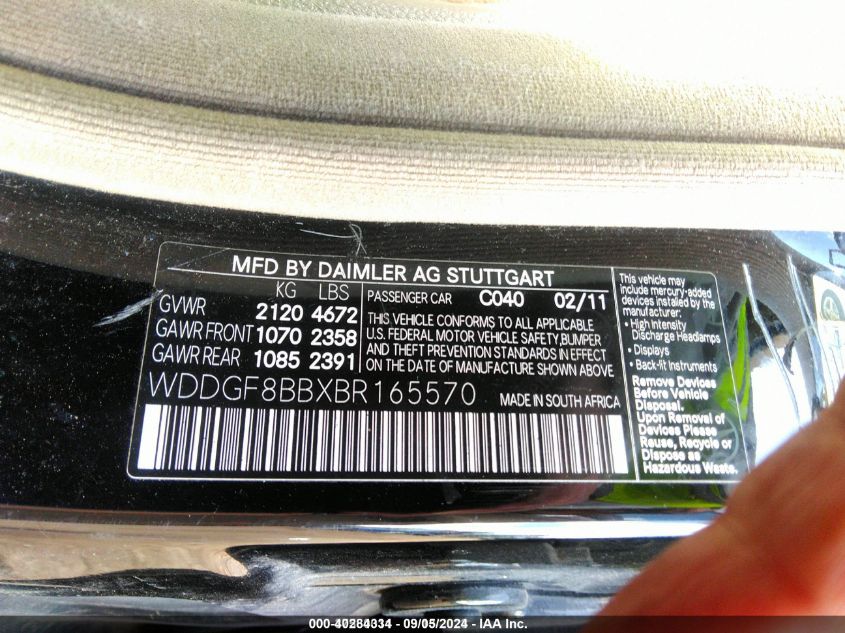 MFD BY DAIMLER AG STUTTGART
KG LBS
GVWR 2120 4672
GAWR FRONT 1070 2358
GAWR REAR 1085 2391
PASSENGER CAR C040 02/11
THIS VEHICLE CONFORMS TO ALL APPLICABLE
U.S. FEDERAL MOTOR VEHICLE SAFETY,BUMPER
AND THEFT PREVENTION STANDARDS IN EFFECT
ON THE DATE OF MANUFACTURE SHOWN ABOVE
WDDGF8BBXBR165570 MADE IN SOUTH AFRICA
This vehicle may
include mercury-added
devices installed by the
manufacturer:
• High Intensity
Discharge Headlamps
• Displays
• Back-lit Instruments
Remove Devices
Before Vehicle
Disposal.
Upon Removal of
Devices Please
Reuse, Recycle or
Dispose as
Hazardous Waste.
000-40284334 - 09/05/2024 - IAA Inc.